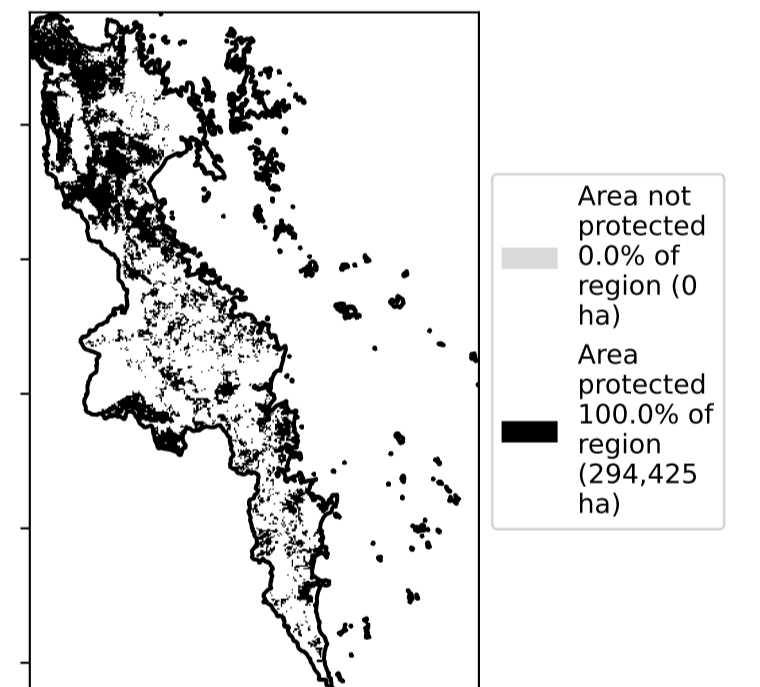 Area not
protected
0.0% of
region (0
ha)
Area
protected
100.0% of
region
(294,425
ha)